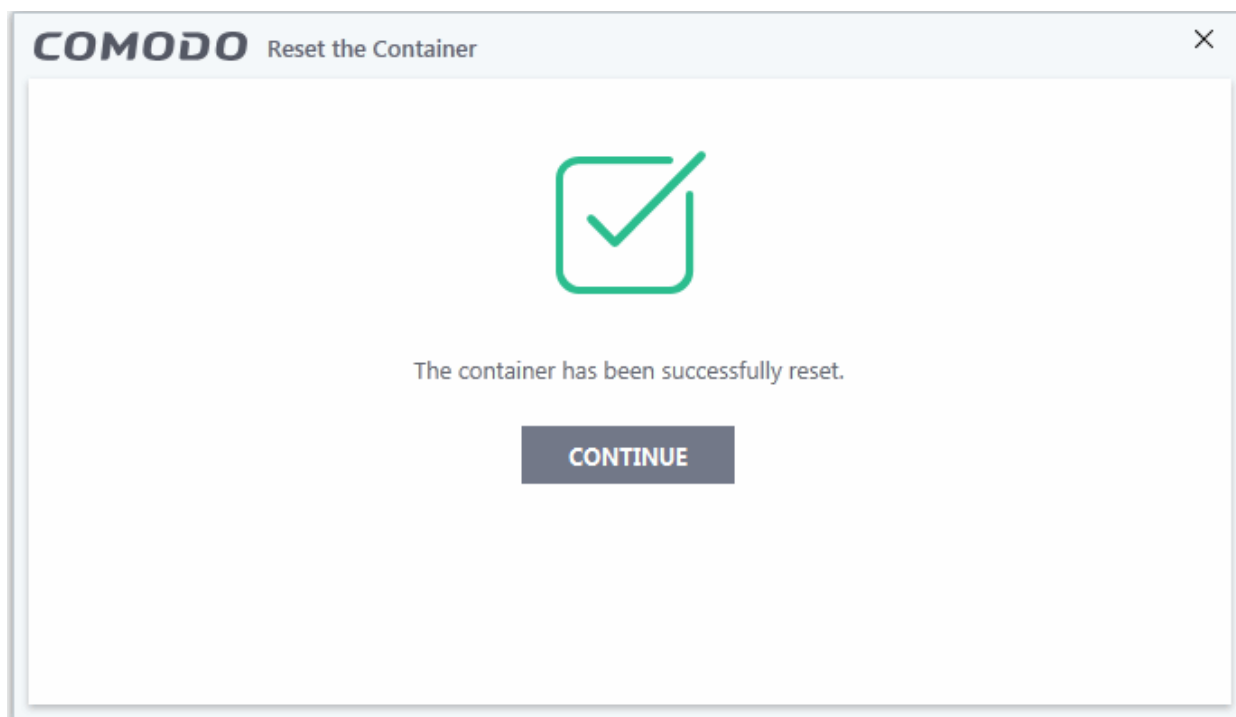 COMODO Reset the Container
The container has been successfully reset.
CONTINUE